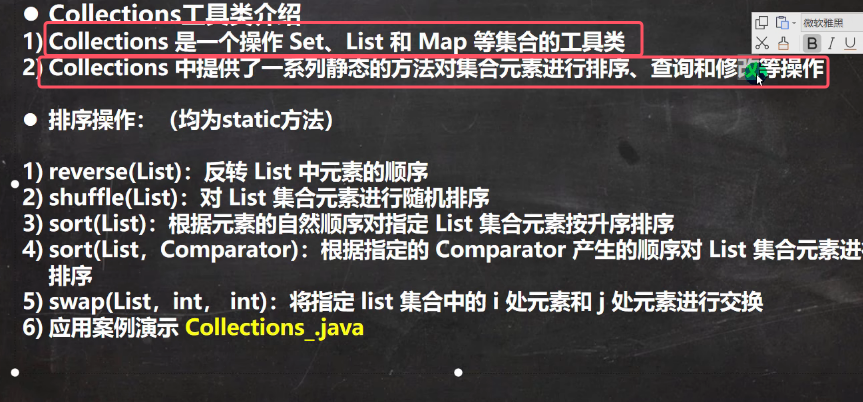 ● Collections工具类介绍
1) Collections 是一个操作 Set、List 和 Map 等集合的工具类
2) Collections 中提供了一系列静态的方法对集合元素进行排序、查询和修改等操作
● 排序操作：（均为static方法）
1) reverse(List)：反转 List 中元素的顺序
2) shuffle(List)：对 List 集合元素进行随机排序
3) sort(List)：根据元素的自然顺序对指定 List 集合元素按升序排序
4) sort(List，Comparator)：根据指定的 Comparator 产生的顺序对 List 集合元素进行
排序
5) swap(List，int， int)：将指定 list 集合中的 i 处元素和 j 处元素进行交换
6) 应用案例演示 Collections_.java
微软雅黑
B I U